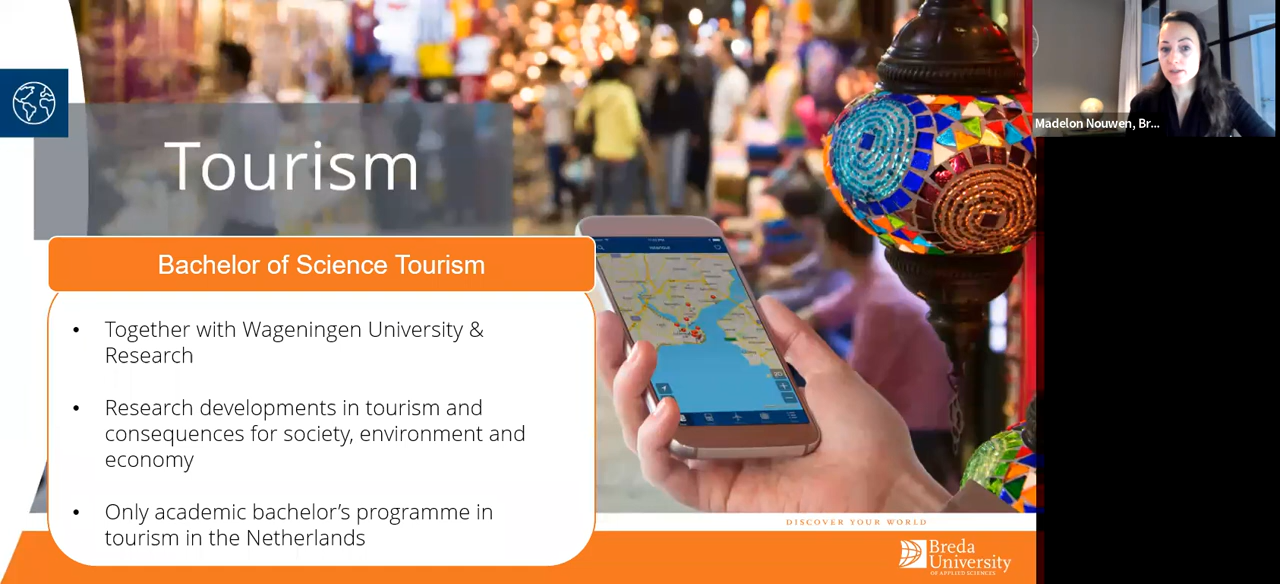 Tourism
Madelon Nouwen, Br...
Bachelor of Science Tourism
• Together with Wageningen University &
Research
• Research developments in tourism and
consequences for society, environment and
economy
• Only academic bachelor's programme in
tourism in the Netherlands
DISCOVER YOUR WORLD
Breda
University
OF APPLIED SCIENCES